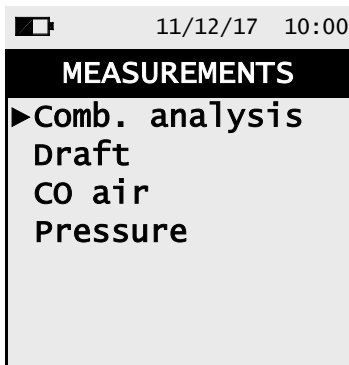 11/12/17 10:00
MEASUREMENTS
Comb. analysis
Draft
CO air
Pressure